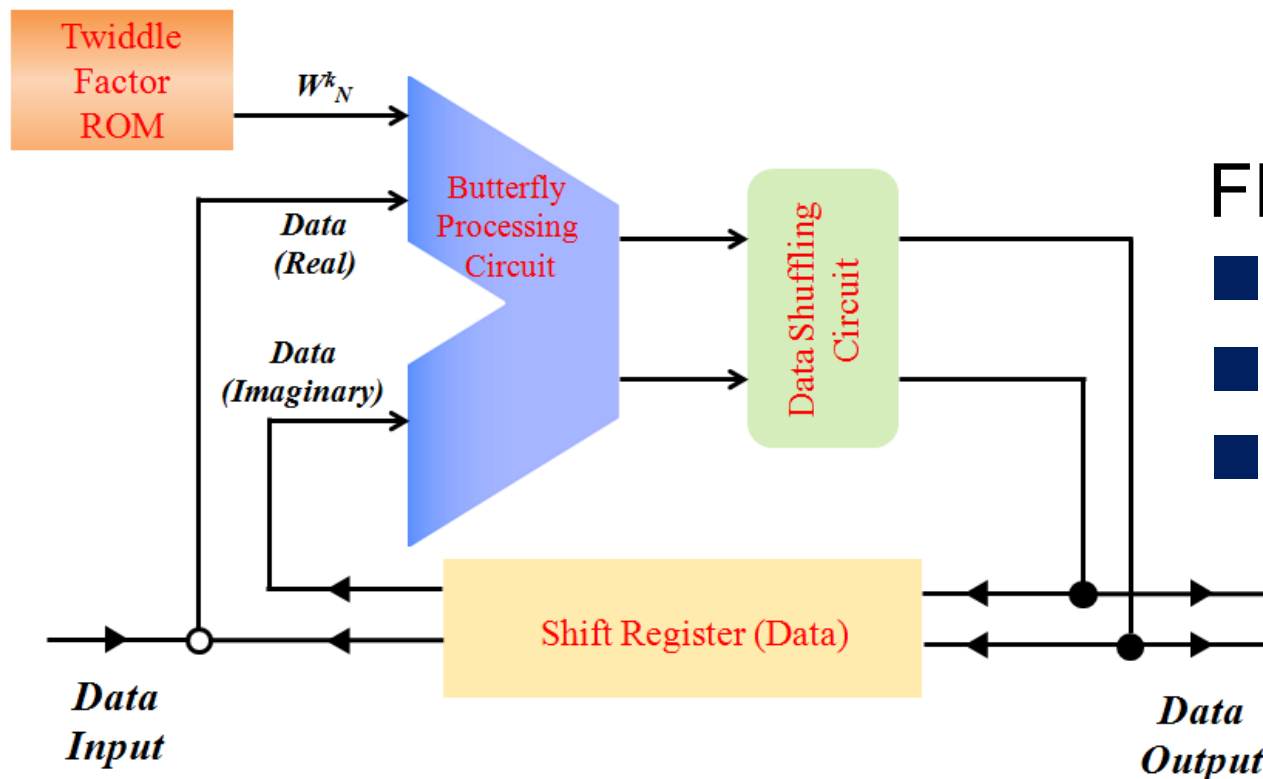 Twiddle
Factor
ROM
W^k_N
Butterfly
Processing
Circuit
Data
(Real)
Data
(Imaginary)
Data Shuffling
Circuit
Shift Register (Data)
Data
Input
Data
Output